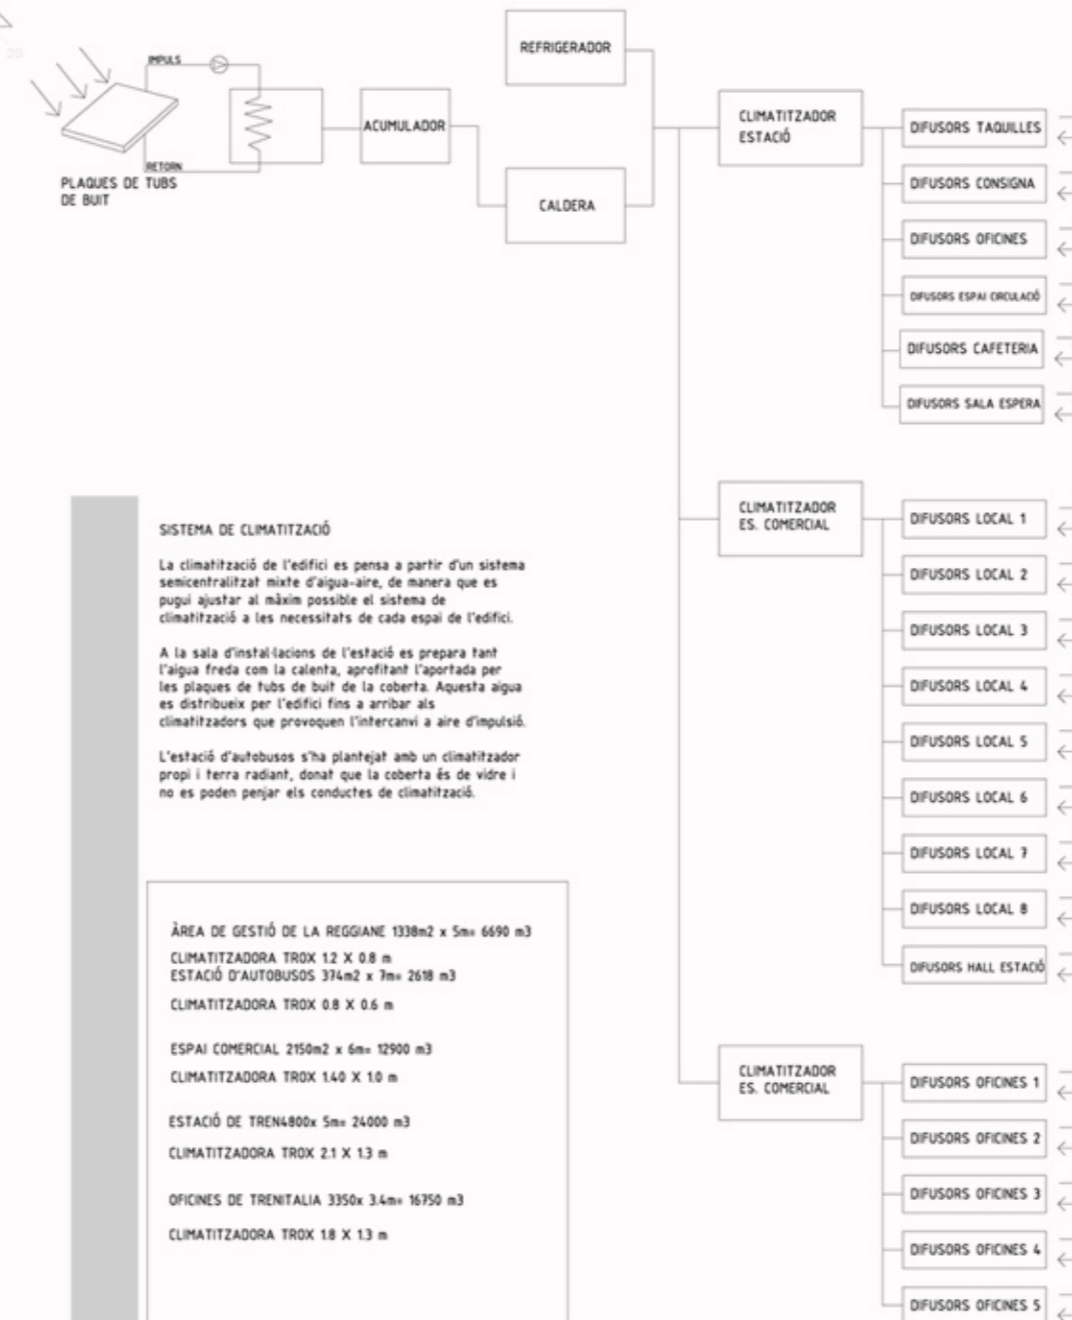 IMPULS
RETORN
PLAQUES DE TUBS
DE BUIT
ACUMULADOR
REFRIGERADOR
CALDERA
CLIMATITZADOR
ESTACIÓ
DIFUSORS TAQUILLES
DIFUSORS CONSIGNA
DIFUSORS OFICINES
DIFUSORS ESPAI CIRCULACIÓ
DIFUSORS CAFETERIA
DIFUSORS SALA ESPERA
CLIMATITZADOR
ES. COMERCIAL
DIFUSORS LOCAL 1
DIFUSORS LOCAL 2
DIFUSORS LOCAL 3
DIFUSORS LOCAL 4
DIFUSORS LOCAL 5
DIFUSORS LOCAL 6
DIFUSORS LOCAL 7
DIFUSORS LOCAL 8
DIFUSORS HALL ESTACIÓ
CLIMATITZADOR
ES. COMERCIAL
DIFUSORS OFICINES 1
DIFUSORS OFICINES 2
DIFUSORS OFICINES 3
DIFUSORS OFICINES 4
DIFUSORS OFICINES 5
SISTEMA DE CLIMATITZACIÓ
La climatització de l'edifici es pensa a partir d'un sistema
semicentralitzat mixte d'aigua-aire, de manera que es
pugui ajustar al màxim possible el sistema de
climatització a les necessitats de cada espai de l'edifici.
A la sala d'instal·lacions de l'estació es prepara tant
l'aigua freda com la calenta, aprofitant l'aportada per
les plaques de tubs de buit de la coberta. Aquesta aigua
es distribueix per l'edifici fins a arribar als
climatitzadors que provoquen l'intercanvi a aire d'impulsió.
L'estació d'autobusos s'ha plantejat amb un climatitzador
propi i terra radiant, donat que la coberta és de vidre i
no es poden penjar els conductes de climatització.
ÀREA DE GESTIÓ DE LA REGGIANE 1338m2 x 5m= 6690 m3
CLIMATITZADORA TROX 1.2 X 0.8 m
ESTACIÓ D'AUTOBUSOS 374m2 x 7m= 2618 m3
CLIMATITZADORA TROX 0.8 X 0.6 m
ESPAI COMERCIAL 2150m2 x 6m= 12900 m3
CLIMATITZADORA TROX 1.40 X 1.0 m
ESTACIÓ DE TREN4800x 5m= 24000 m3
CLIMATITZADORA TROX 2.1 X 1.3 m
OFICINES DE TRENITALIA 3350x 3.4m= 16750 m3
CLIMATITZADORA TROX 1.8 X 1.3 m